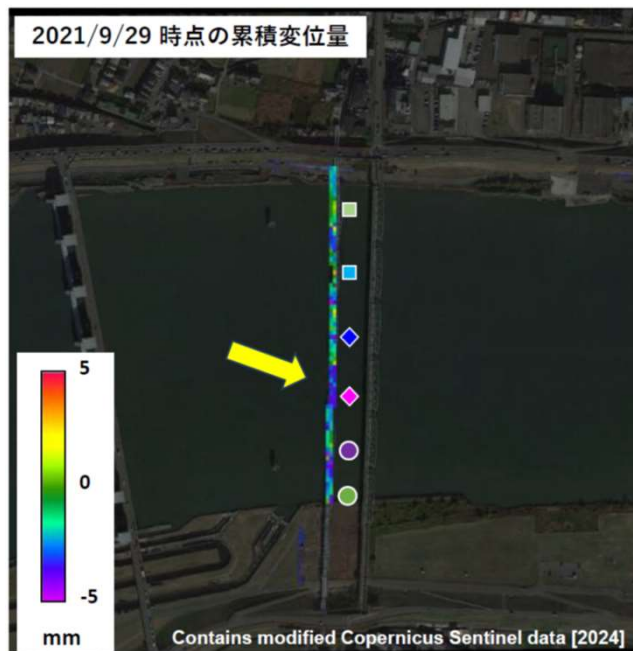 2021/9/29 時点の累積変位量
5
0
-5
mm
Contains modified Copernicus Sentinel data [2024]